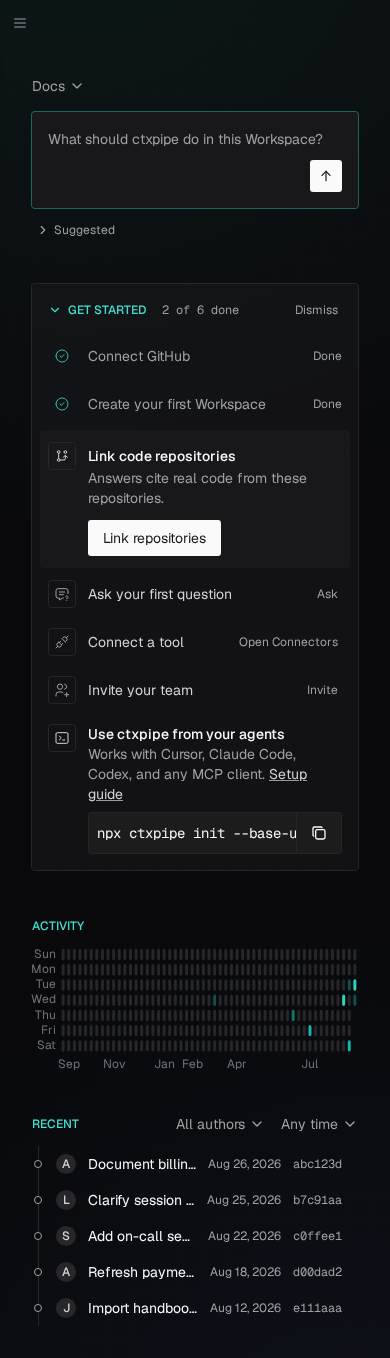 Docs
What should ctxpipe do in this Workspace?
Suggested
GET STARTED 2 of 6 done Dismiss
Connect GitHub Done
Create your first Workspace Done
Link code repositories
Answers cite real code from these
repositories.
Link repositories
Ask your first question Ask
Connect a tool Open Connectors
Invite your team Invite
Use ctxpipe from your agents
Works with Cursor, Claude Code,
Codex, and any MCP client. Setup
guide
npx ctxpipe init --base-u
ACTIVITY
Sun
Mon
Tue
Wed
Thu
Fri
Sat
Sep Nov Jan Feb Apr Jul
RECENT All authors Any time
A Document billin... Aug 26, 2026 abc123d
L Clarify session ... Aug 25, 2026 b7c91aa
S Add on-call se... Aug 22, 2026 c0ffee1
A Refresh payme... Aug 18, 2026 d00dad2
J Import handboo... Aug 12, 2026 e111aaa